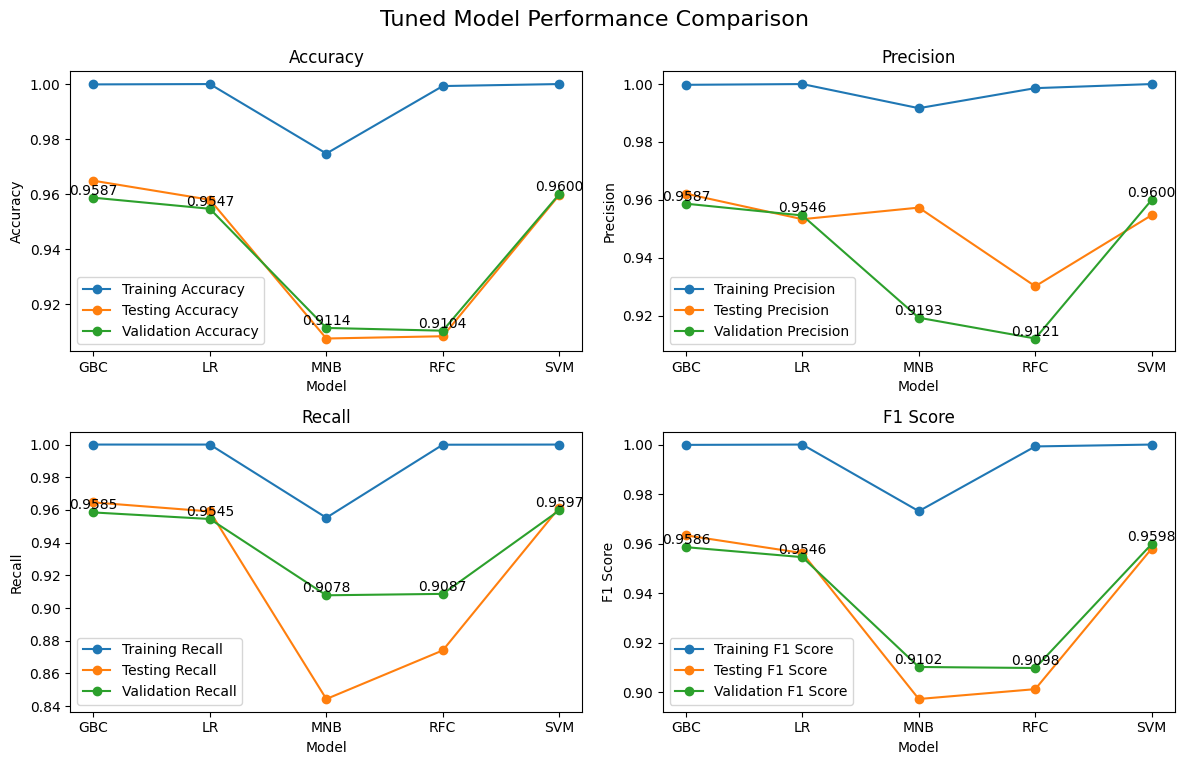 Tuned Model Performance Comparison
Accuracy
1.00
0.98
0.96
0.94
0.92
Accuracy
0.9587
0.9547
0.9114
0.9104
0.9600
Training Accuracy
Testing Accuracy
Validation Accuracy
GBC LR MNB RFC SVM
Model
Precision
1.00
0.98
0.96
0.94
0.92
Precision
0.9587
0.9546
0.9193
0.9121
0.9600
Training Precision
Testing Precision
Validation Precision
GBC LR MNB RFC SVM
Model
Recall
1.00
0.98
0.96
0.94
0.92
0.90
0.88
0.86
0.84
Recall
0.9585
0.9545
0.9078
0.9087
0.9597
Training Recall
Testing Recall
Validation Recall
GBC LR MNB RFC SVM
Model
F1 Score
1.00
0.98
0.96
0.94
0.92
0.90
F1 Score
0.9586
0.9546
0.9102
0.9098
0.9598
Training F1 Score
Testing F1 Score
Validation F1 Score
GBC LR MNB RFC SVM
Model